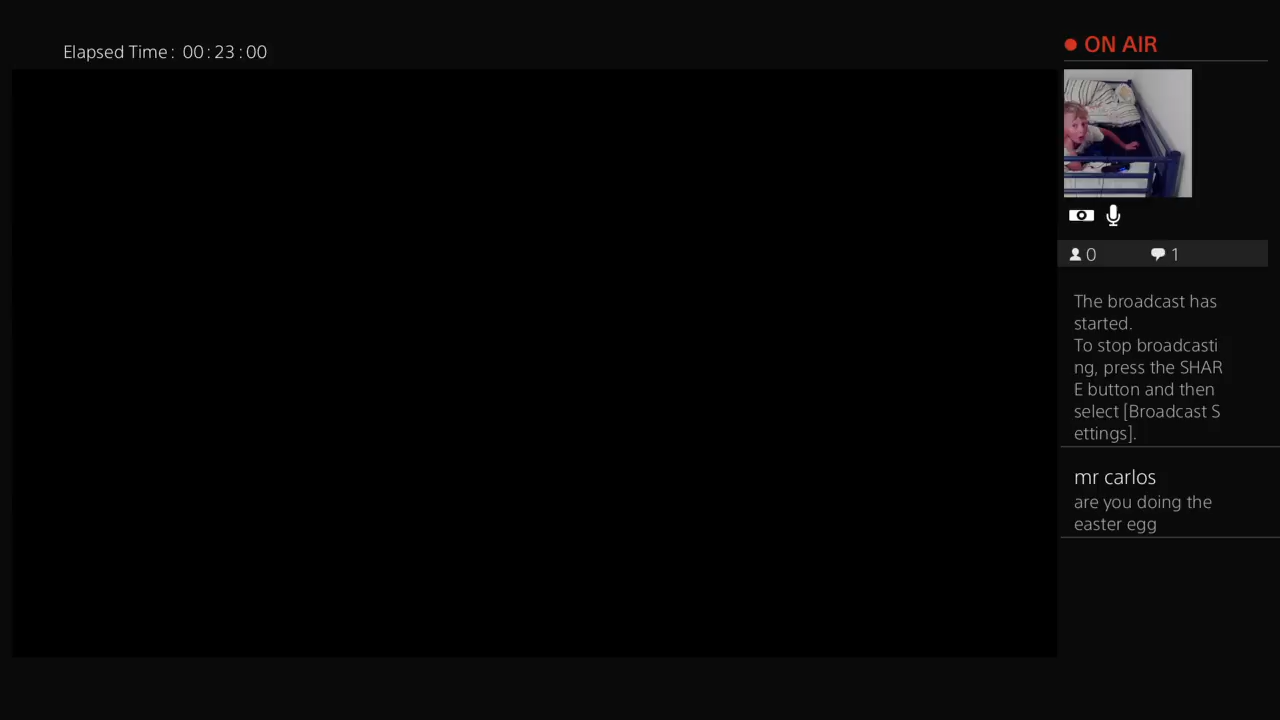 Elapsed Time: 00:23:00
ON AIR
0 1
The broadcast has
started.
To stop broadcasti
ng, press the SHAR
E button and then
select [Broadcast S
ettings].
mr carlos
are you doing the
easter egg